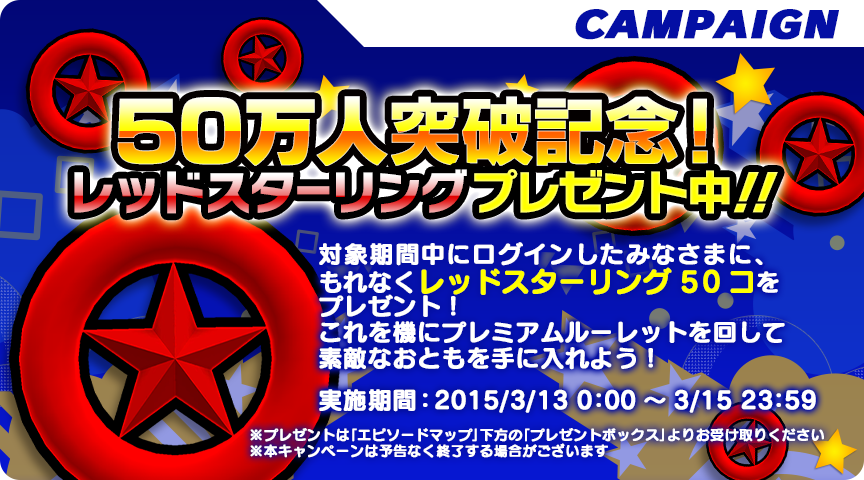 CAMPAIGN
50万人突破記念!
レッドスターリングプレゼント中!!
対象期間中にログインしたみなさまに、
もれなくレッドスターリング50コを
プレゼント!
これを機にプレミアムルーレットを回して
素敵なおともを手に入れよう!
実施期間:2015/3/13 0:00 ～ 3/15 23:59
※プレゼントは「エピソードマップ」下方の「プレゼントボックス」よりお受け取りください
※本キャンペーンは予告なく終了する場合がございます